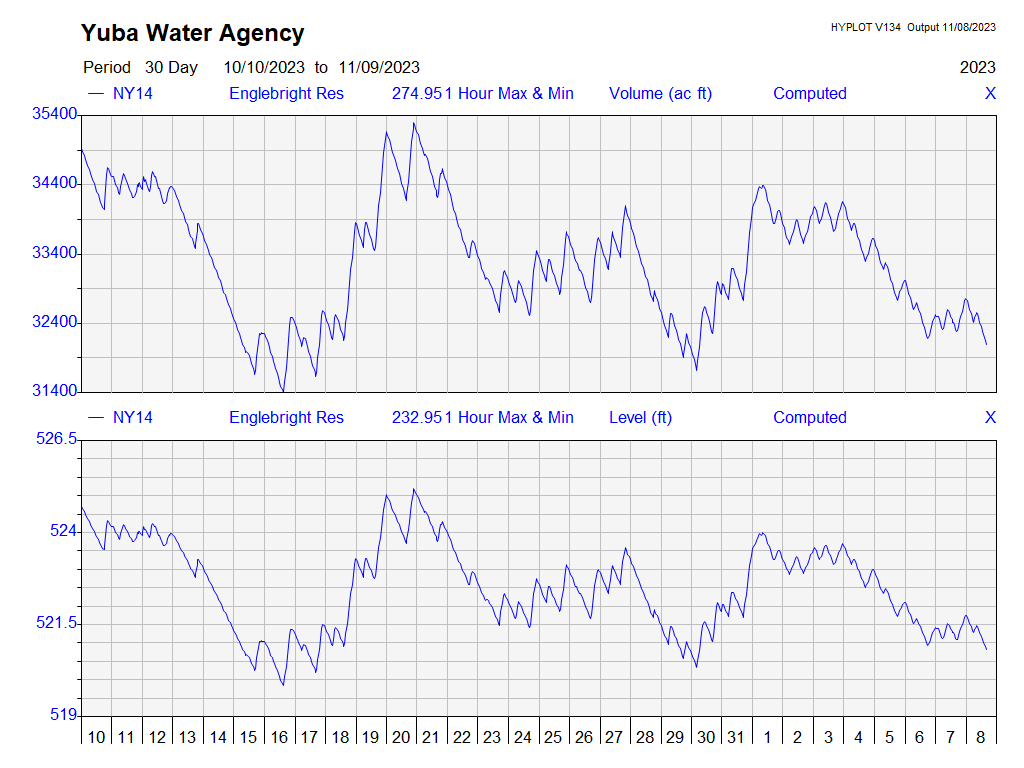 Yuba Water Agency
HYPLOT V134 Output 11/08/2023
Period 30 Day 10/10/2023 to 11/09/2023 2023
NY14 Englebright Res 274.951 Hour Max & Min Volume (ac ft) Computed X
35400
34400
33400
32400
31400
NY14 Englebright Res 232.951 Hour Max & Min Level (ft) Computed X
526.5
524
521.5
519
10 11 12 13 14 15 16 17 18 19 20 21 22 23 24 25 26 27 28 29 30 31 1 2 3 4 5 6 7 8